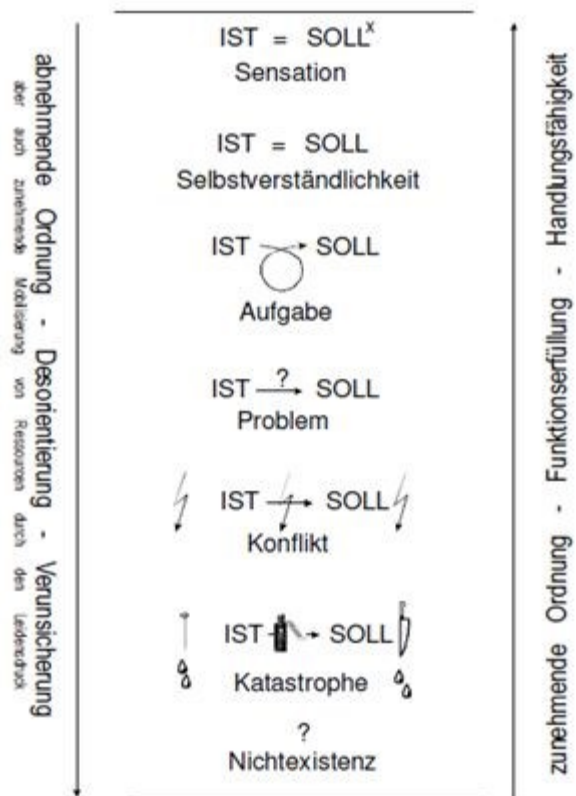 IST = SOLLˣ
Sensation
IST = SOLL
Selbstverständlichkeit
IST SOLL
Aufgabe
?
IST SOLL
Problem
IST SOLL
Konflikt
IST SOLL
Katastrophe
?
Nichtexistenz
abnehmende Ordnung - Desorientierung - Verunsicherung
aber auch zunehmende Mobilisierung von Ressourcen durch den Leidensdruck
zunehmende Ordnung - Funktionserfüllung - Handlungsfähigkeit